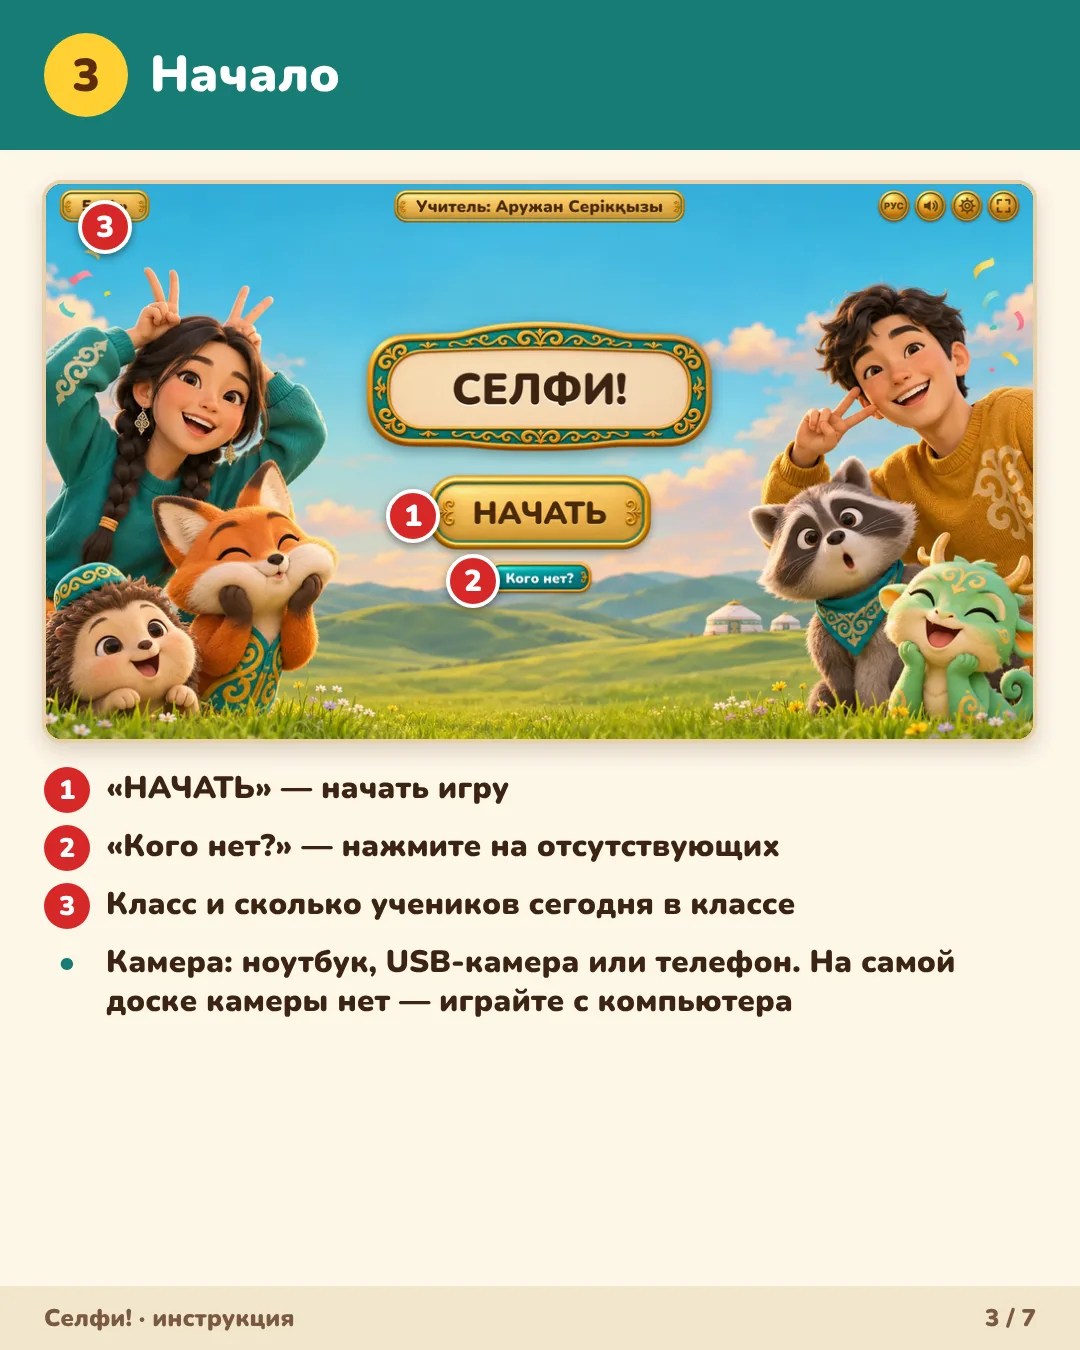 3 Начало
Учитель: Аружан Серікқызы
РУС
3
СЕЛФИ!
1 НАЧАТЬ
2 Кого нет?
1 «НАЧАТЬ» — начать игру
2 «Кого нет?» — нажмите на отсутствующих
3 Класс и сколько учеников сегодня в классе
• Камера: ноутбук, USB-камера или телефон. На самой
доске камеры нет — играйте с компьютера
Селфи! · инструкция
3 / 7